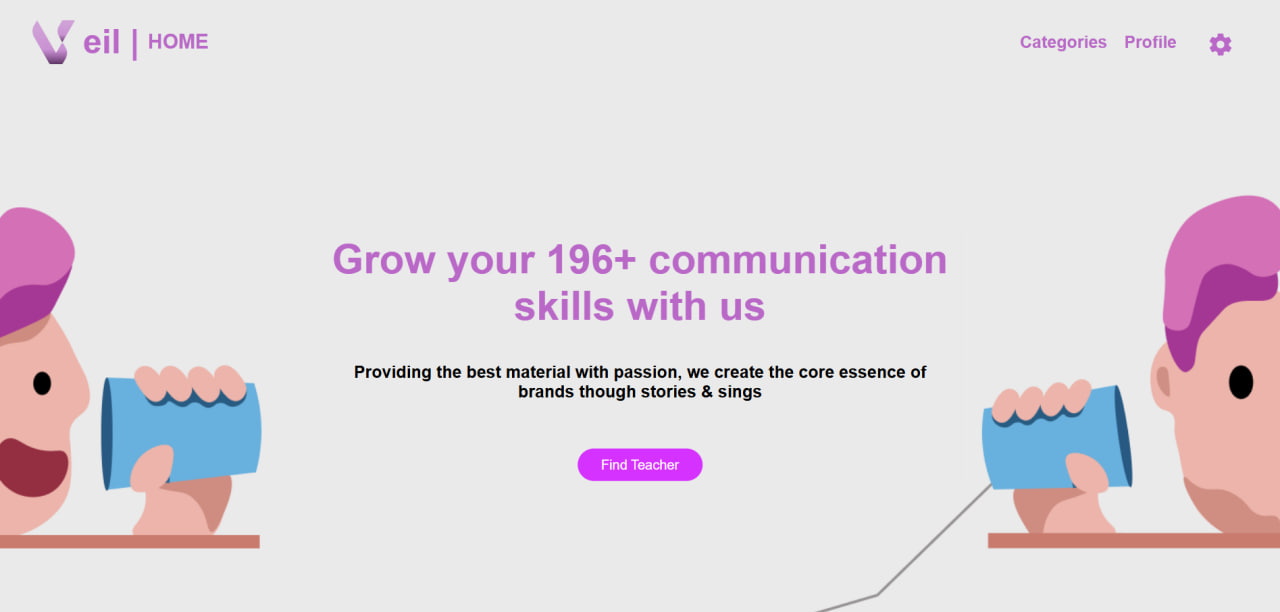 Veil | HOME
Categories Profile
Grow your 196+ communication
skills with us
Providing the best material with passion, we create the core essence of
brands though stories & sings
Find Teacher